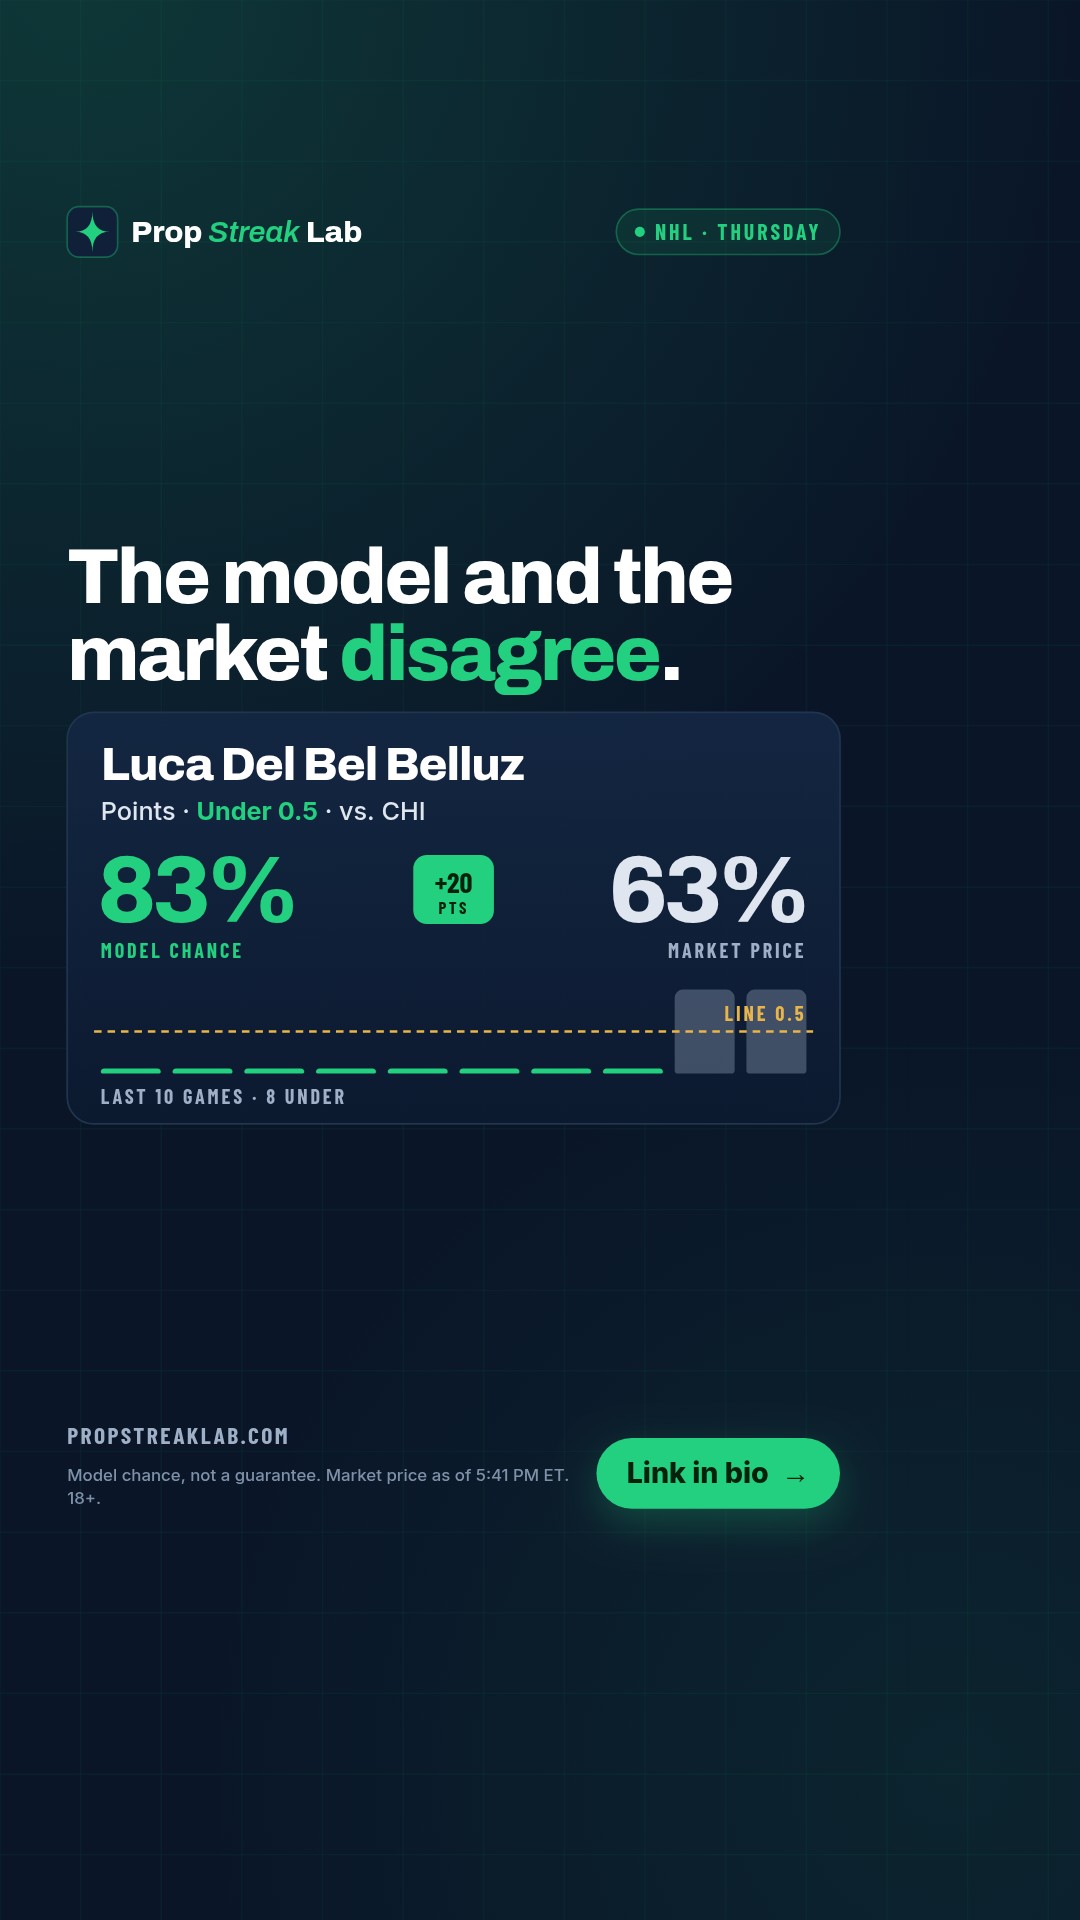 Prop Streak Lab
NHL · THURSDAY
The model and the
market disagree.
Luca Del Bel Belluz
Points · Under 0.5 · vs. CHI
83%
+20
PTS
63%
MODEL CHANCE
MARKET PRICE
LINE 0.5
LAST 10 GAMES · 8 UNDER
PROPSTREAKLAB.COM
Model chance, not a guarantee. Market price as of 5:41 PM ET.
18+.
Link in bio →